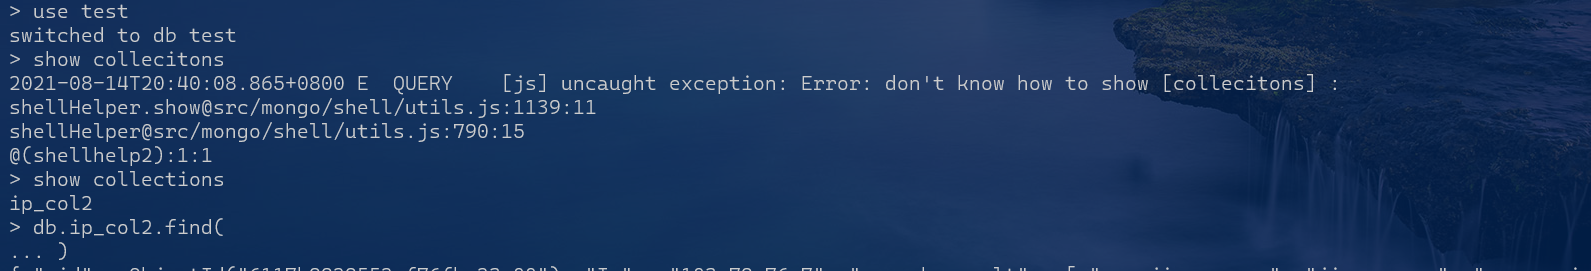 > use test
switched to db test
> show collecitons
2021-08-14T20:40:08.865+0800 E  QUERY    [js] uncaught exception: Error: don't know how to show [collecitons] :
shellHelper.show@src/mongo/shell/utils.js:1139:11
shellHelper@src/mongo/shell/utils.js:790:15
@(shellhelp2):1:1
> show collections
ip_col2
> db.ip_col2.find(
... )